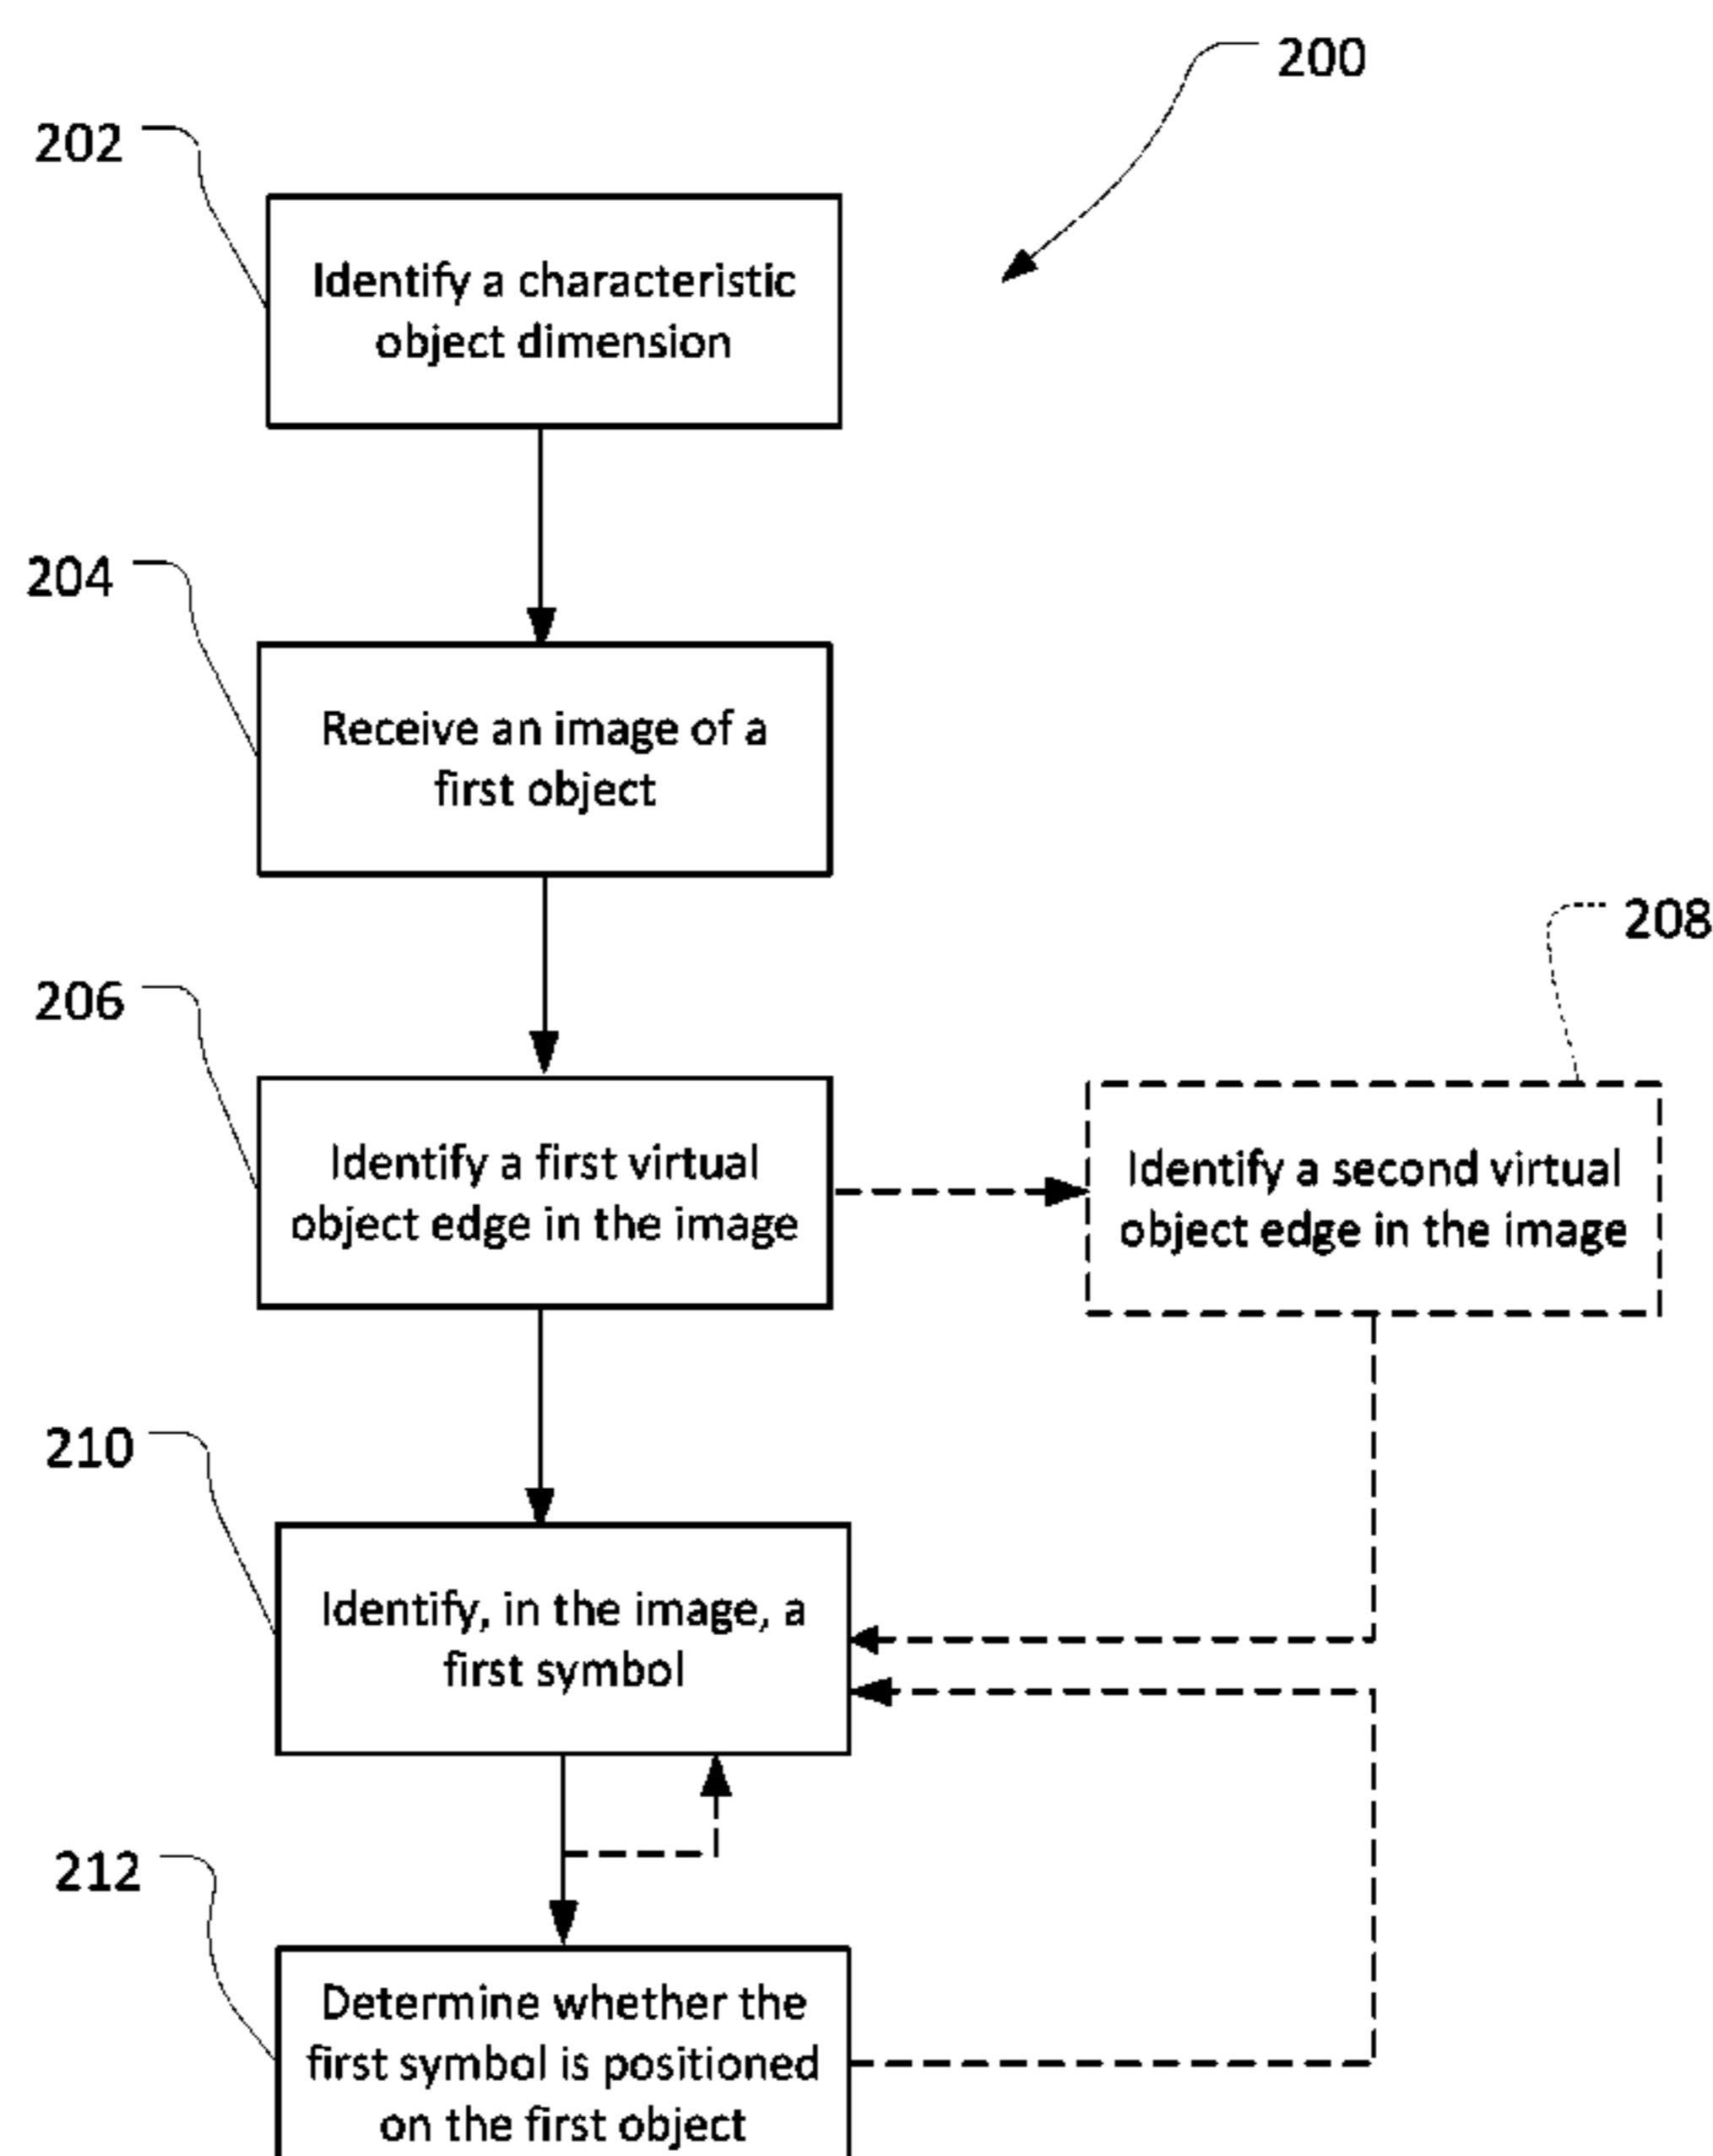 200
202
Identify a characteristic
object dimension
204
Receive an image of a
first object
206
Identify a first virtual
object edge in the image
208
Identify a second virtual
object edge in the image
210
Identify, in the image, a
first symbol
212
Determine whether the
first symbol is positioned
on the first object